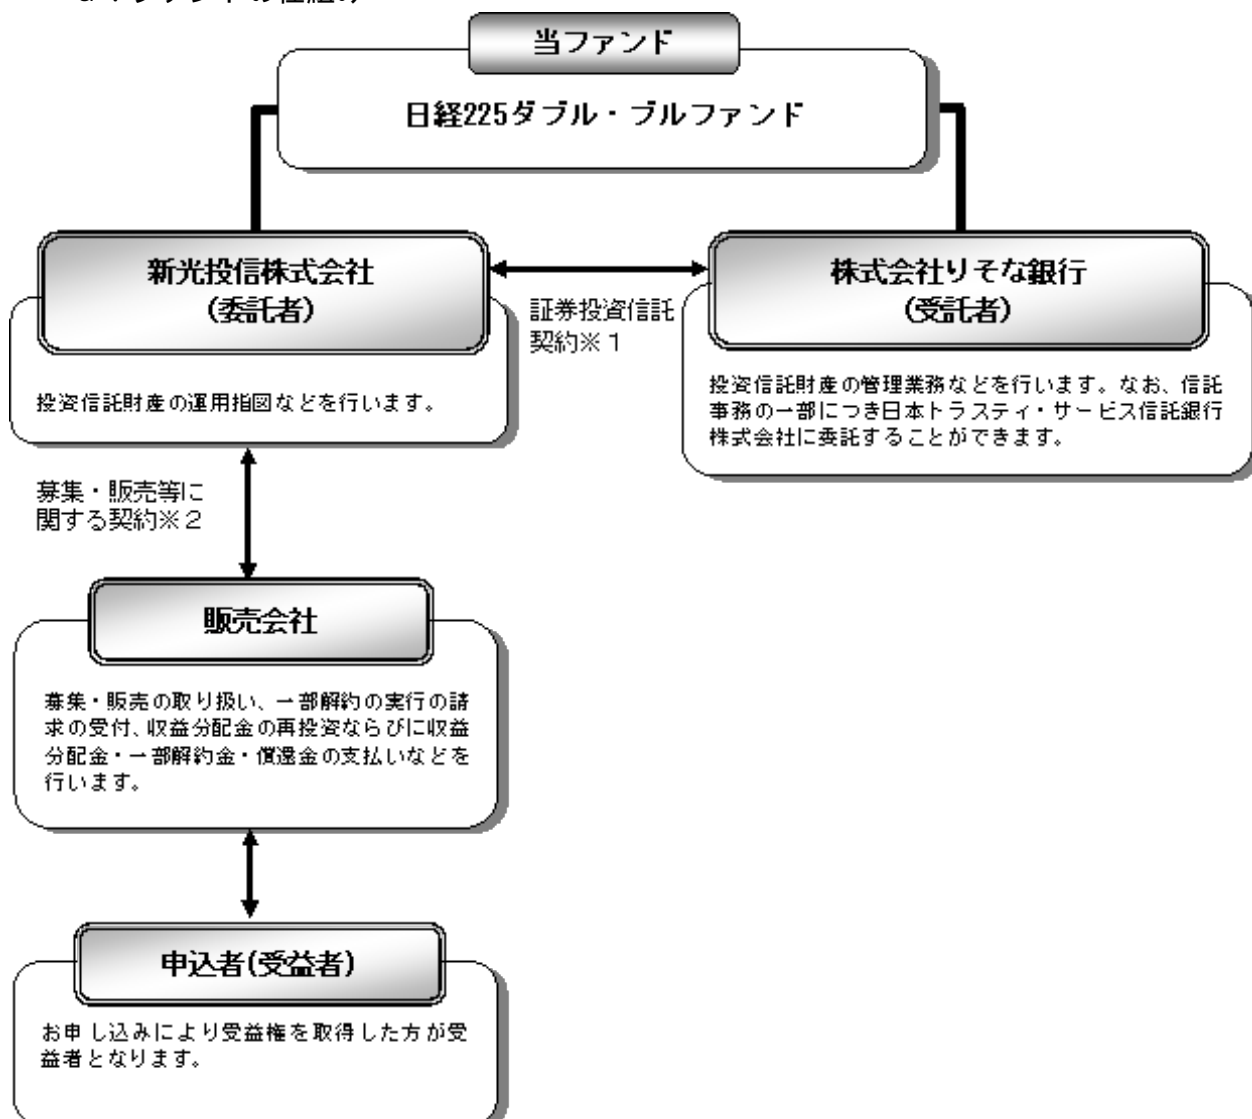 当ファンド
日経225ダブル・ブルファンド
新光投信株式会社
(委託者)
投資信託財産の運用指図などを行います。
証券投資信託
契約※1
株式会社りそな銀行
(受託者)
投資信託財産の管理業務などを行います。なお、信託
事務の一部につき日本トラスティ・サービス信託銀行
株式会社に委託することができます。
募集・販売等に
関する契約※2
販売会社
募集・販売の取り扱い、一部解約の実行の請
求の受付、収益分配金の再投資ならびに収益
分配金・一部解約金・償還金の支払いなどを
行います。
申込者(受益者)
お申し込みにより受益権を取得した方が受
益者となります。